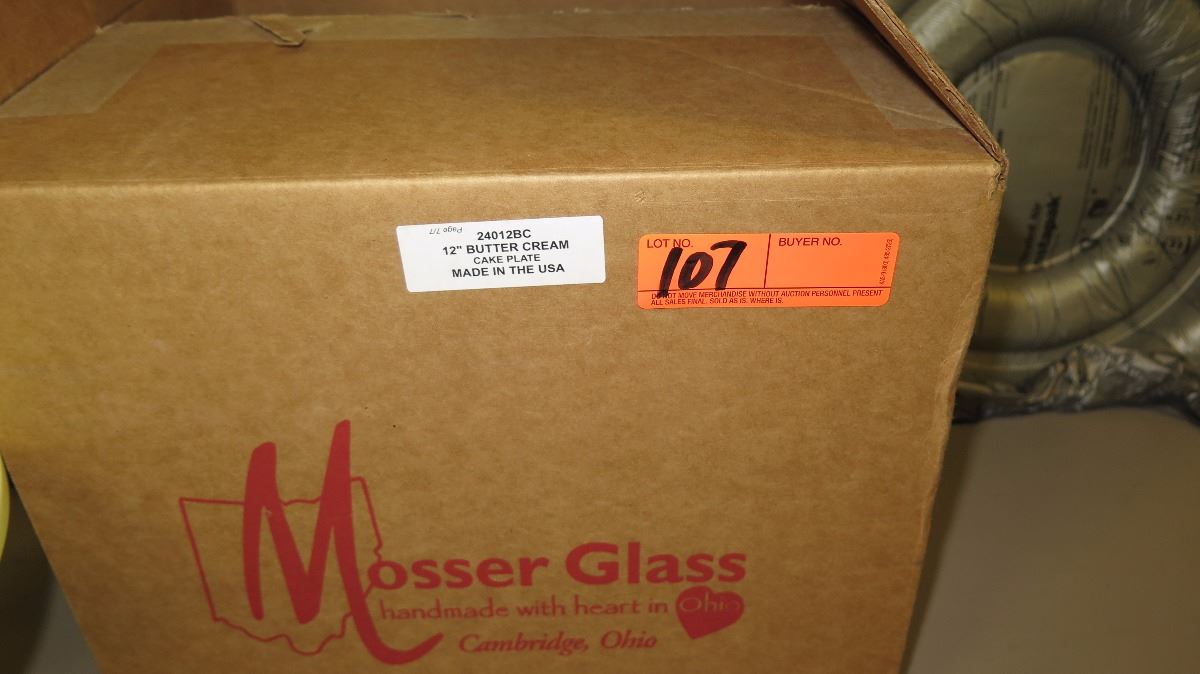 Page 7/7
24012BC
12" BUTTER CREAM
CAKE PLATE
MADE IN THE USA
LOT NO. 107
BUYER NO.
DO NOT MOVE MERCHANDISE WITHOUT AUCTION PERSONNEL PRESENT
ALL SALES FINAL. SOLD AS IS. WHERE IS.
Mosser Glass
handmade with heart in Ohio
Cambridge, Ohio